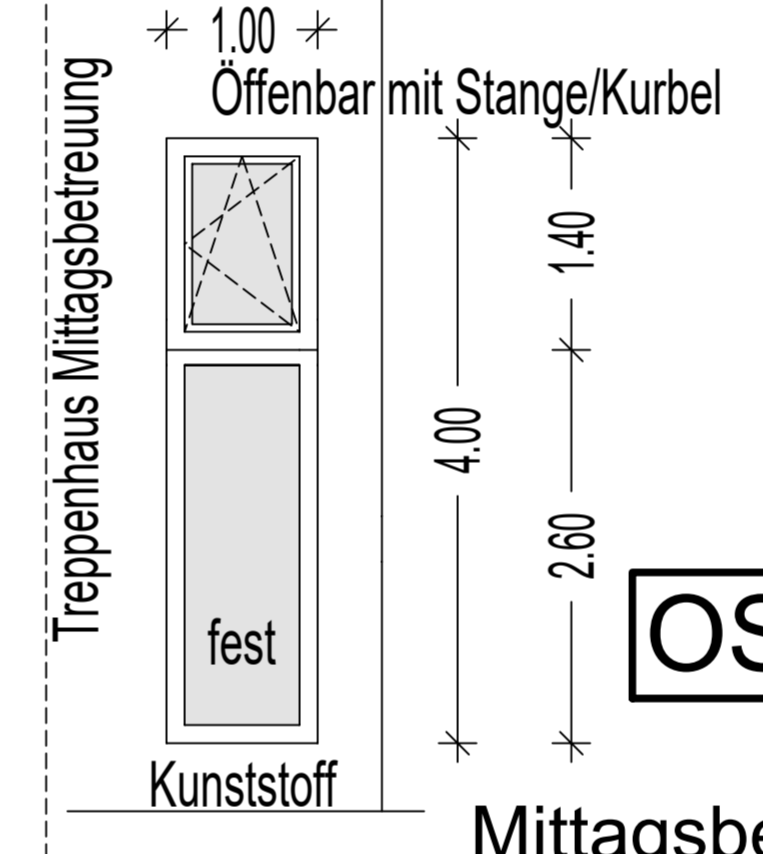 1.00
Öffenbar mit Stange/Kurbel
Treppenhaus Mittagsbetreuung
1.40
4.00
2.60
fest
Kunststoff